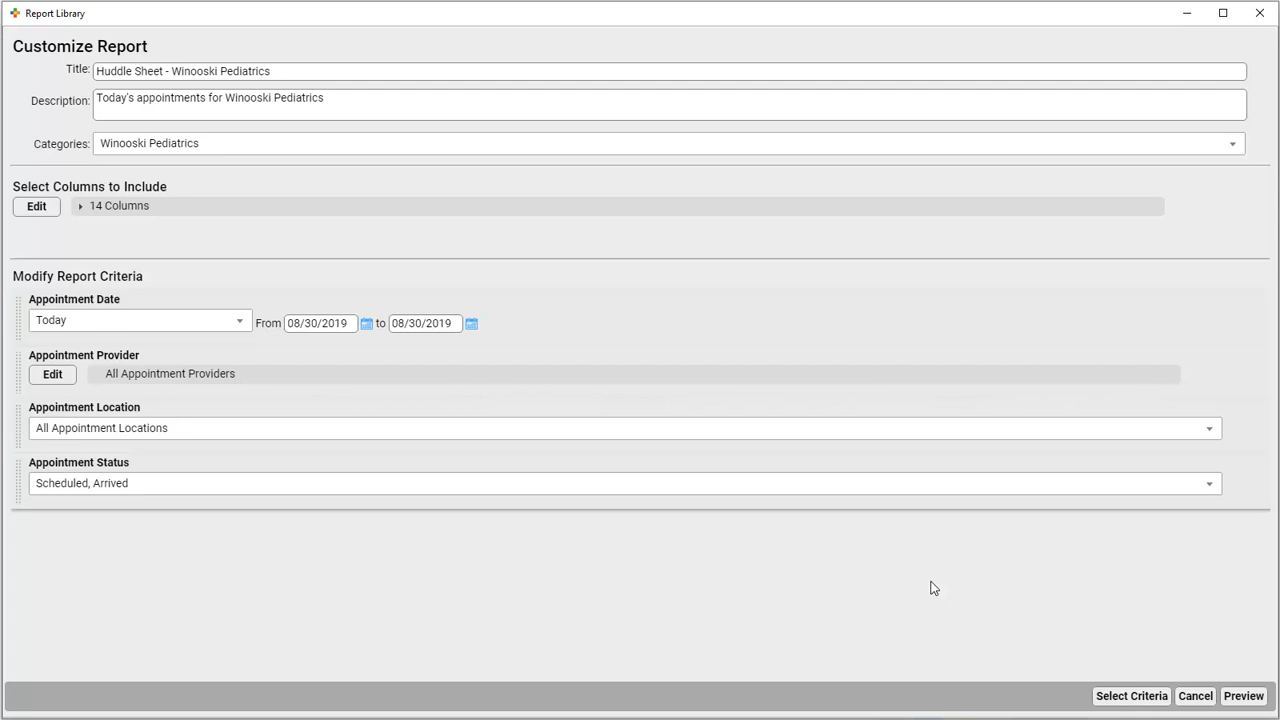 Report Library
Customize Report
Title: Huddle Sheet - Winooski Pediatrics
Description: Today's appointments for Winooski Pediatrics
Categories: Winooski Pediatrics
Select Columns to Include
Edit 14 Columns
Modify Report Criteria
Appointment Date
Today From 08/30/2019 to 08/30/2019
Appointment Provider
Edit All Appointment Providers
Appointment Location
All Appointment Locations
Appointment Status
Scheduled, Arrived
Select Criteria Cancel Preview